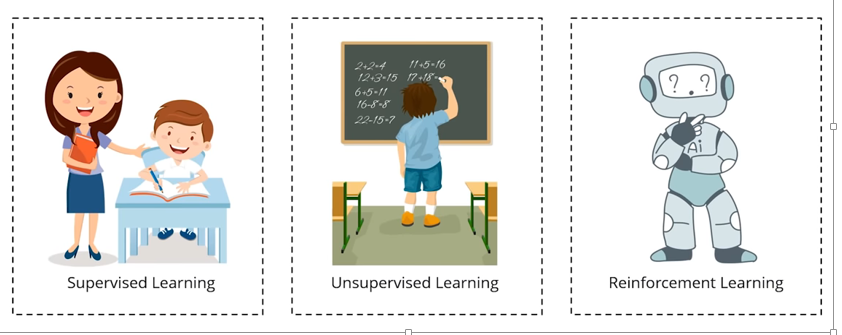 2+2=4
12+3=15
6+5=11
16-8=8
22-15=7
11+5=16
17+18=
? ?
Ai
Supervised Learning
Unsupervised Learning
Reinforcement Learning